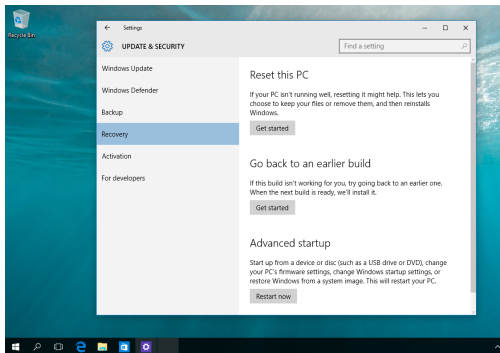 Recycle Bin
Settings
UPDATE & SECURITY
Find a setting
Windows Update
Windows Defender
Backup
Recovery
Activation
For developers
Reset this PC
If your PC isn't running well, resetting it might help. This lets you
choose to keep your files or remove them, and then reinstalls
Windows.
Get started
Go back to an earlier build
If this build isn't working for you, try going back to an earlier one.
When the next build is ready, we'll install it.
Get started
Advanced startup
Start up from a device or disc (such as a USB drive or DVD), change
your PC's firmware settings, change Windows startup settings, or
restore Windows from a system image. This will restart your PC.
Restart now